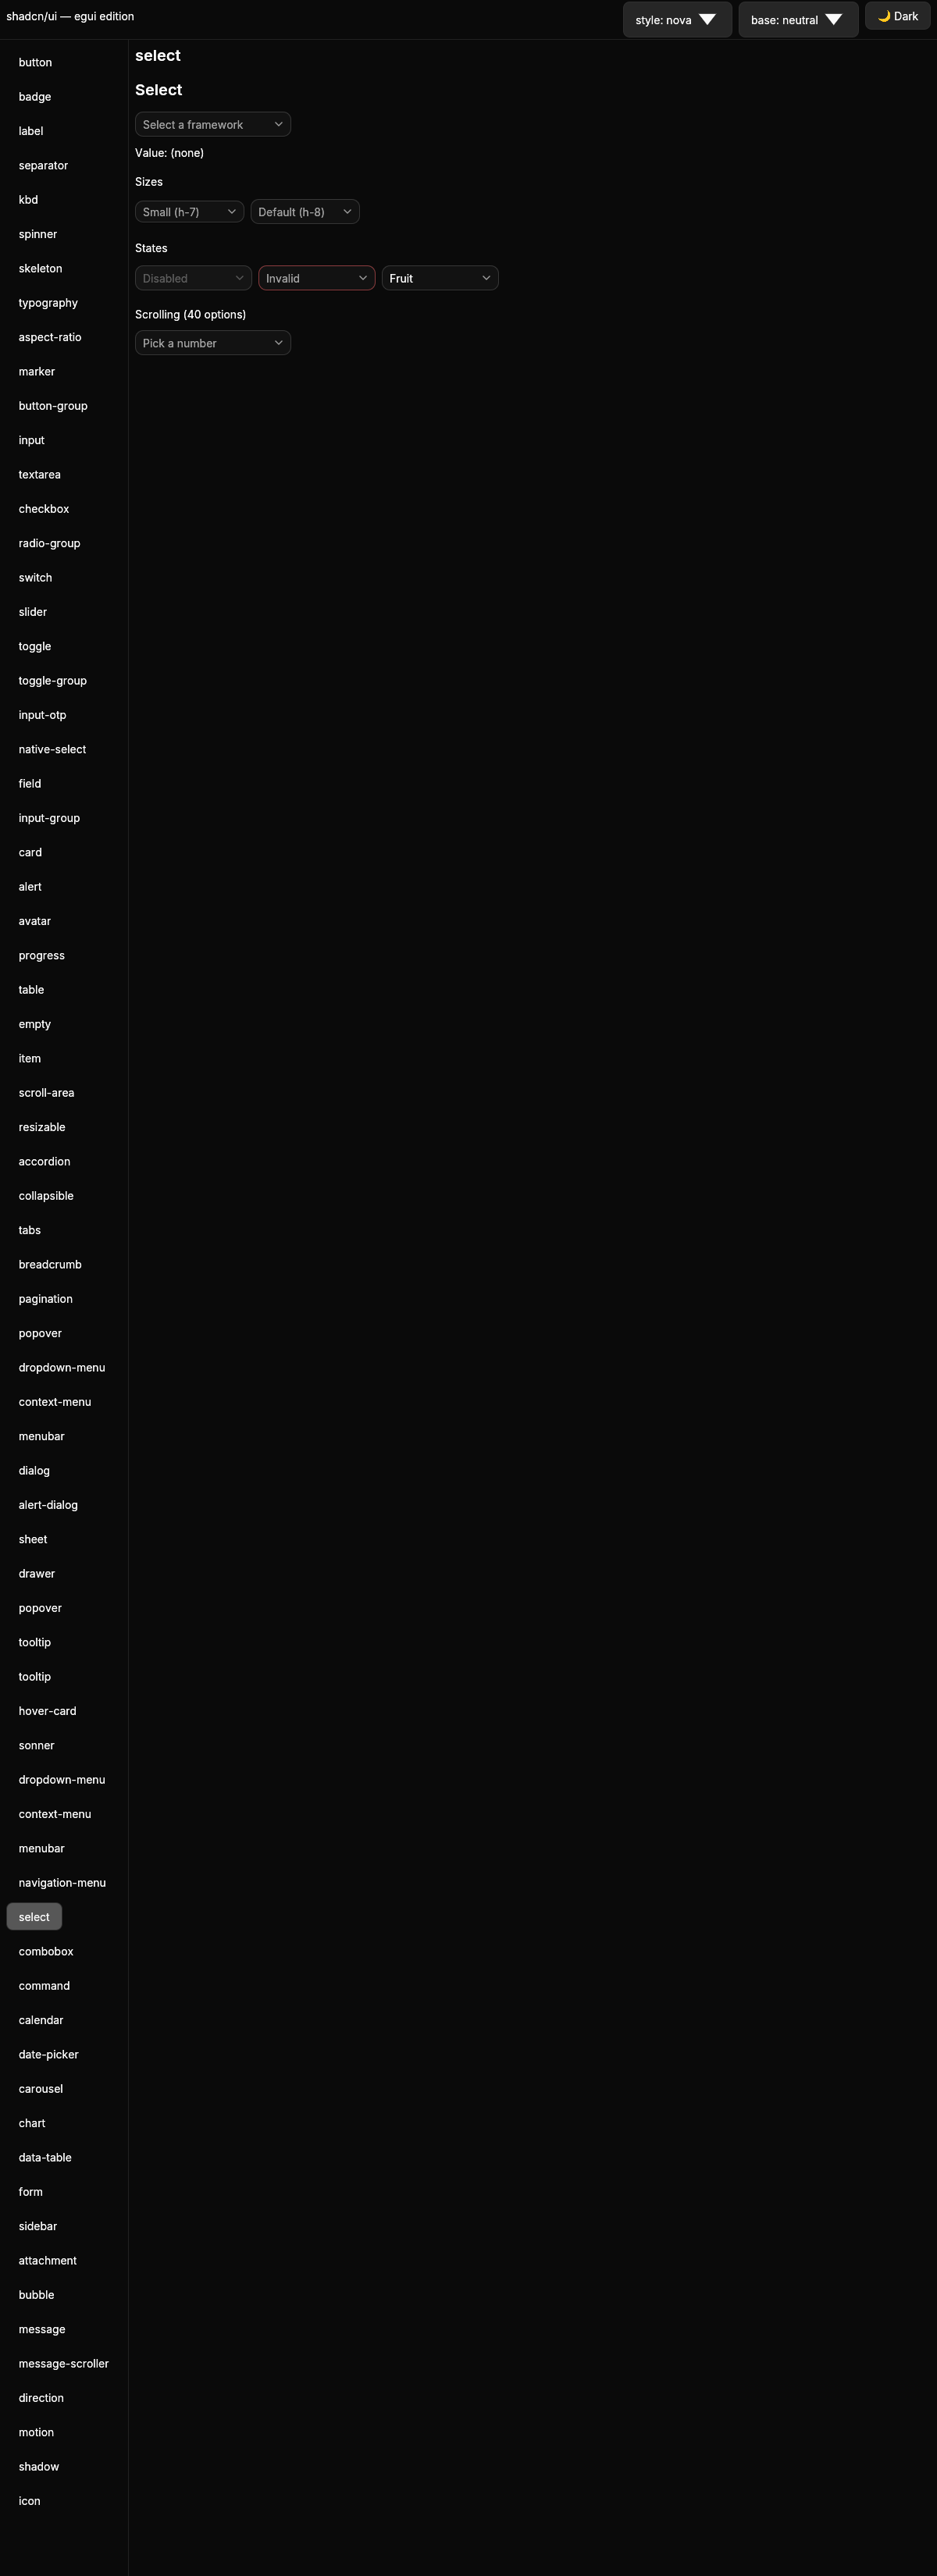 shadcn/ui — egui edition
style: nova
base: neutral
🌙 Dark
button
badge
label
separator
kbd
spinner
skeleton
typography
aspect-ratio
marker
button-group
input
textarea
checkbox
radio-group
switch
slider
toggle
toggle-group
input-otp
native-select
field
input-group
card
alert
avatar
progress
table
empty
item
scroll-area
resizable
accordion
collapsible
tabs
breadcrumb
pagination
popover
dropdown-menu
context-menu
menubar
dialog
alert-dialog
sheet
drawer
popover
tooltip
tooltip
hover-card
sonner
dropdown-menu
context-menu
menubar
navigation-menu
select
combobox
command
calendar
date-picker
carousel
chart
data-table
form
sidebar
attachment
bubble
message
message-scroller
direction
motion
shadow
icon
select
Select
Select a framework
Value: (none)
Sizes
Small (h-7)
Default (h-8)
States
Disabled
Invalid
Fruit
Scrolling (40 options)
Pick a number